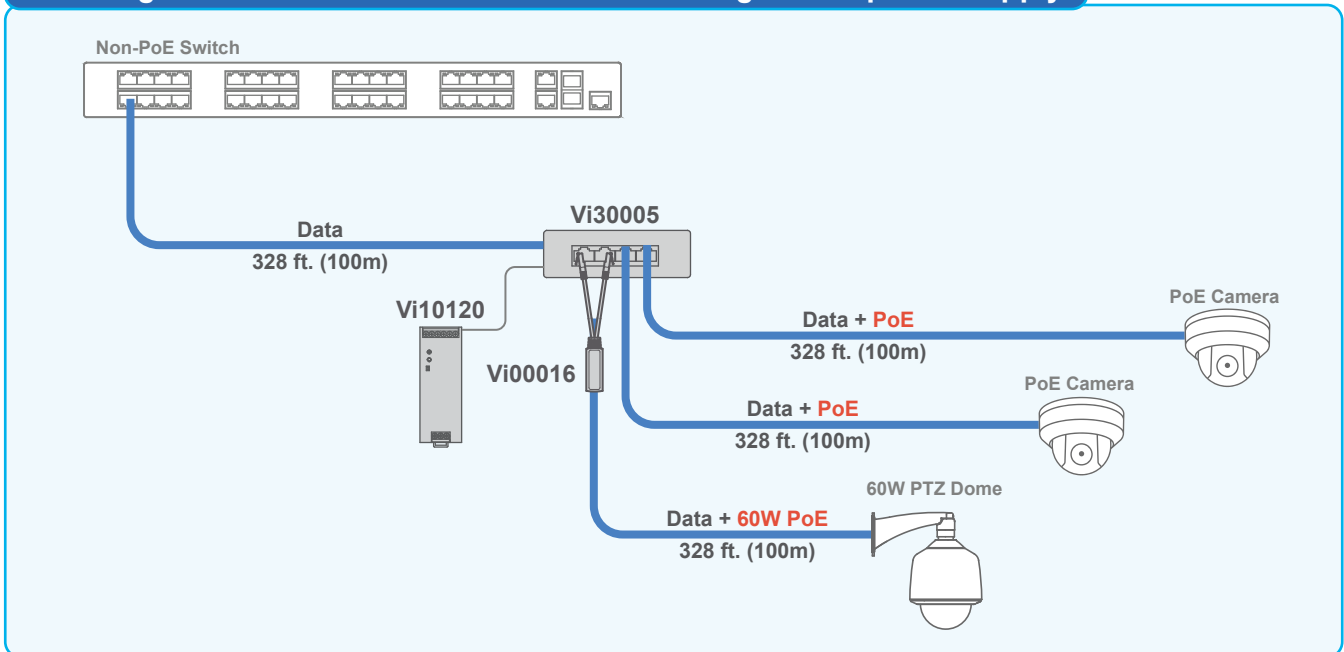 Non-PoE Switch
Vi30005
Data
328 ft. (100m)
Vi10120
Vi00016
PoE Camera
Data + PoE
328 ft. (100m)
PoE Camera
Data + PoE
328 ft. (100m)
60W PTZ Dome
Data + 60W PoE
328 ft. (100m)